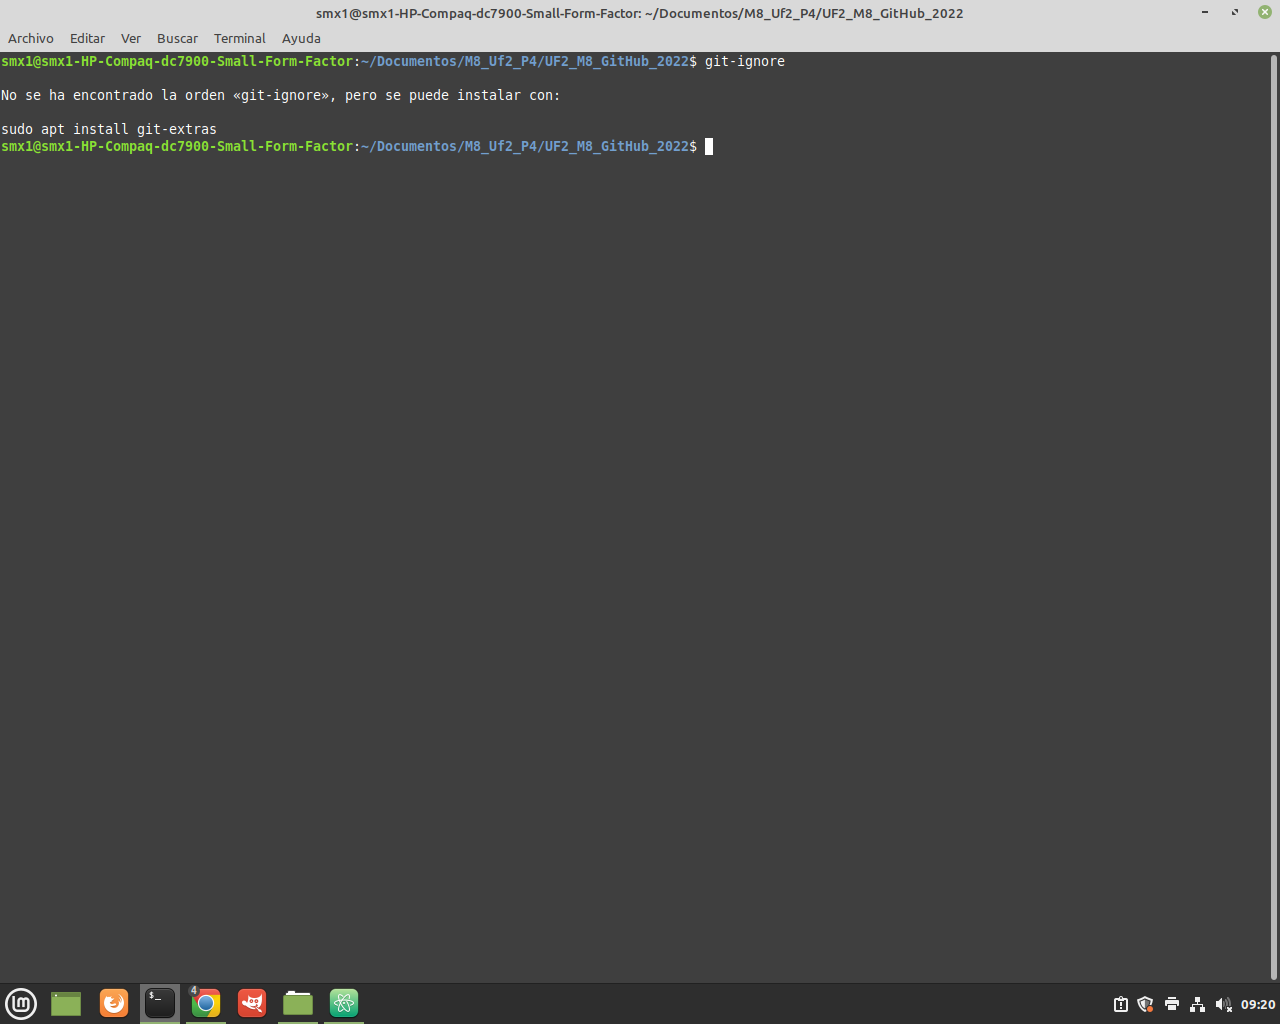 smx1@smx1-HP-Compaq-dc7900-Small-Form-Factor: ~/Documentos/M8_Uf2_P4/UF2_M8_GitHub_2022
Archivo Editar Ver Buscar Terminal Ayuda
smx1@smx1-HP-Compaq-dc7900-Small-Form-Factor:~/Documentos/M8_Uf2_P4/UF2_M8_GitHub_2022$ git-ignore
No se ha encontrado la orden «git-ignore», pero se puede instalar con:
sudo apt install git-extras
smx1@smx1-HP-Compaq-dc7900-Small-Form-Factor:~/Documentos/M8_Uf2_P4/UF2_M8_GitHub_2022$
$_
4
09:20